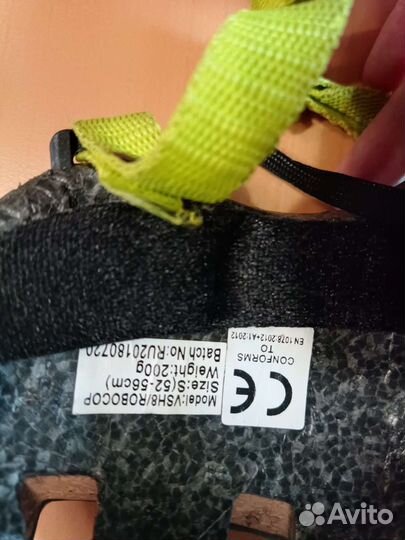 Model:VSH8/ROBOCOP
Size:S(52-56cm)
Weight:200g
Batch No:RU20180720
CE
CONFORMS
TO
EN 1078:2012+A1:2012
Avito